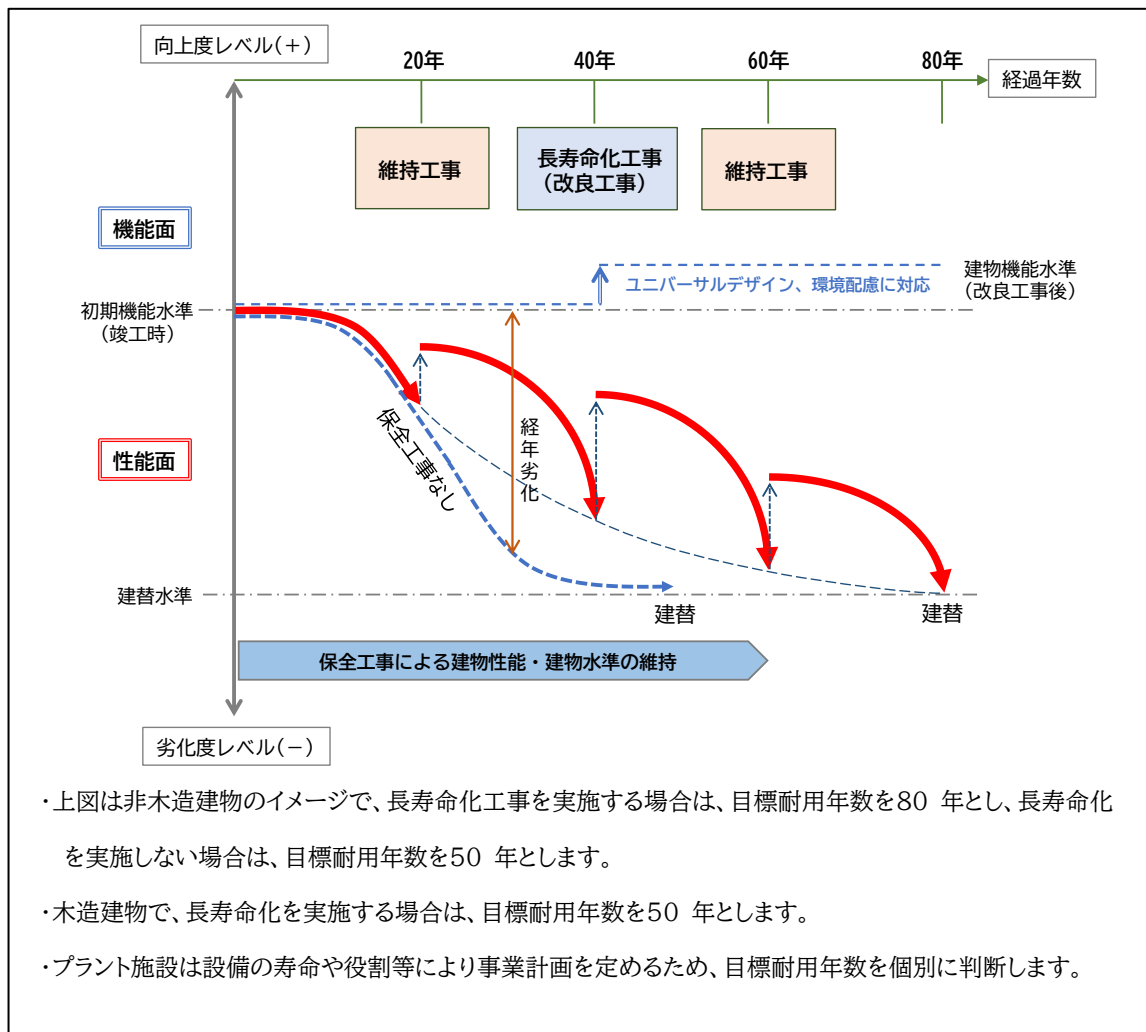 向上度レベル(+)
20年
40年
60年
80年
経過年数
維持工事
長寿命化工事
(改良工事)
維持工事
機能面
ユニバーサルデザイン、環境配慮に対応
建物機能水準
(改良工事後)
初期機能水準
(竣工時)
保全工事なし
経年劣化
性能面
建替水準
建替
建替
保全工事による建物性能・建物水準の維持
劣化度レベル(-)
・上図は非木造建物のイメージで、長寿命化工事を実施する場合は、目標耐用年数を80 年とし、長寿命化
を実施しない場合は、目標耐用年数を50 年とします。
・木造建物で、長寿命化を実施する場合は、目標耐用年数を50 年とします。
・プラント施設は設備の寿命や役割等により事業計画を定めるため、目標耐用年数を個別に判断します。